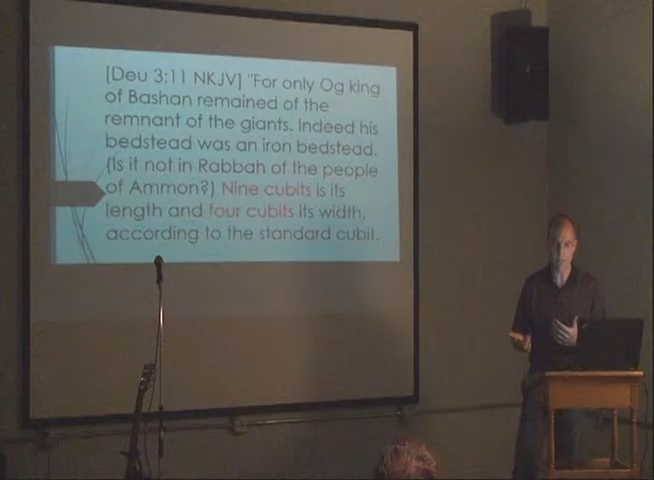 [Deu 3:11 NKJV] "For only Og king
of Bashan remained of the
remnant of the giants. Indeed his
bedstead was an iron bedstead.
(Is it not in Rabbah of the people
of Ammon?) Nine cubits is its
length and four cubits its width,
according to the standard cubit.